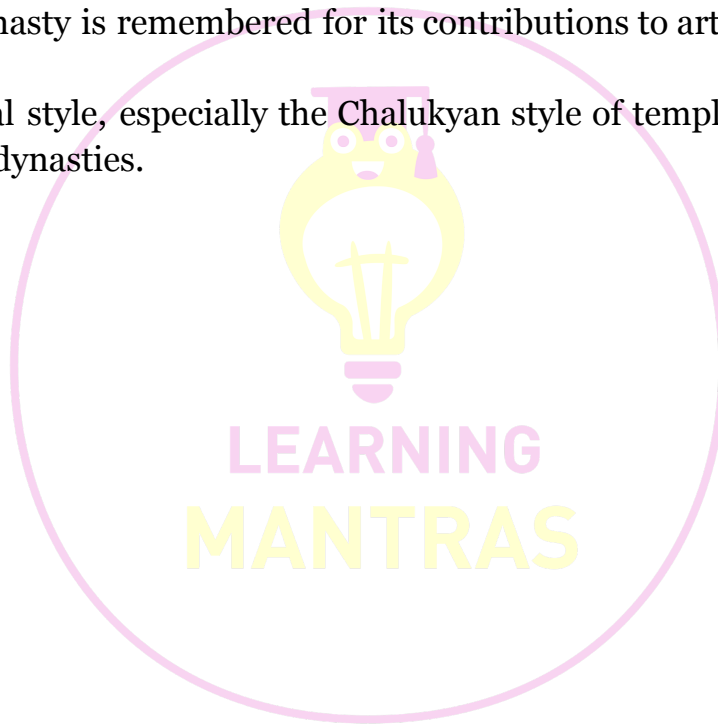 nasty is remembered for its contributions to art
al style, especially the Chalukyan style of templ
dynasties.
LEARNING
MANTRAS